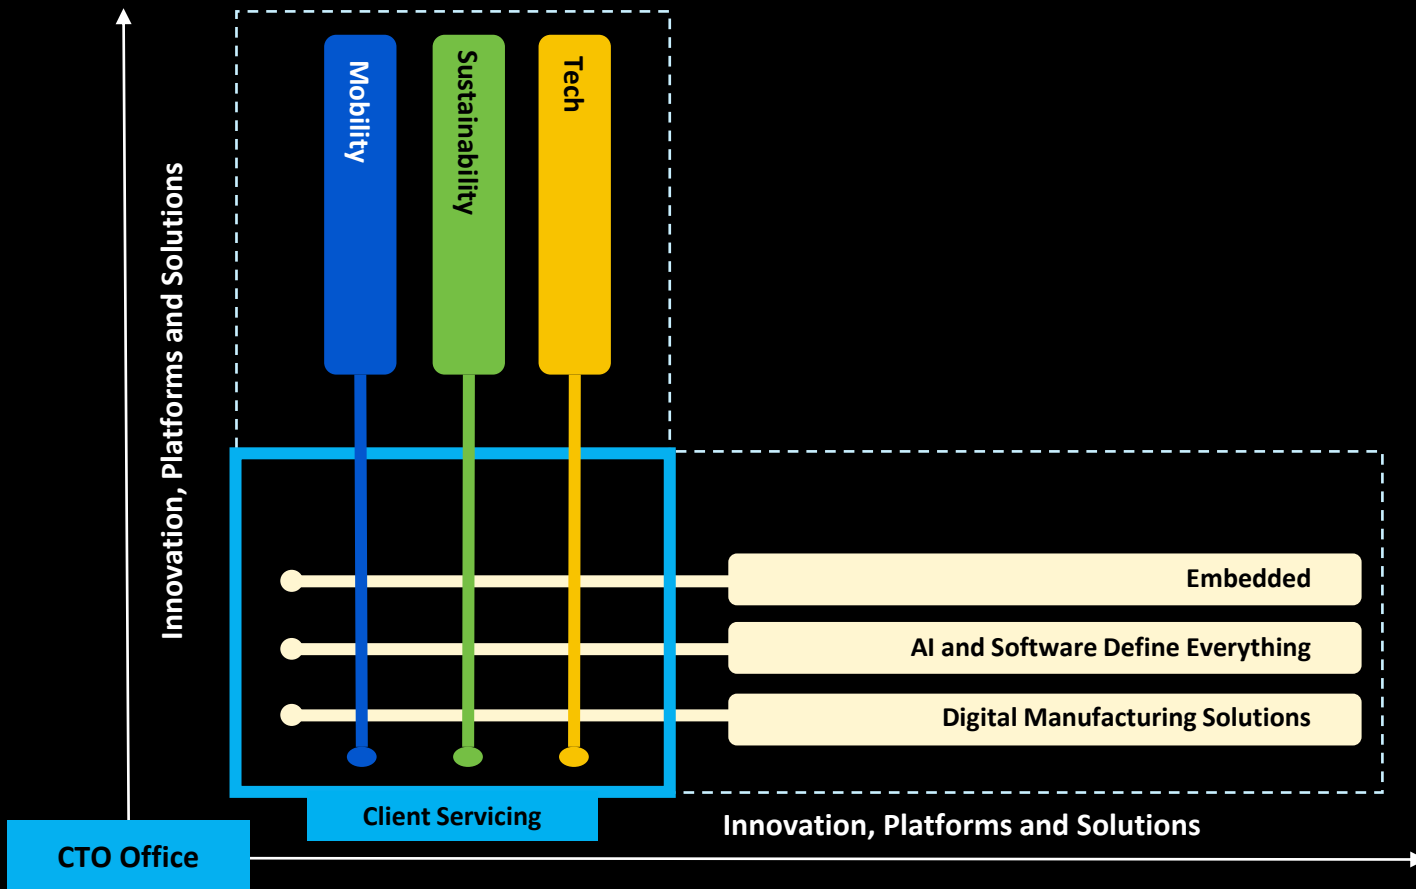 Mobility
Sustainability
Tech
Innovation, Platforms and Solutions
Embedded
AI and Software Define Everything
Digital Manufacturing Solutions
Client Servicing
Innovation, Platforms and Solutions
CTO Office